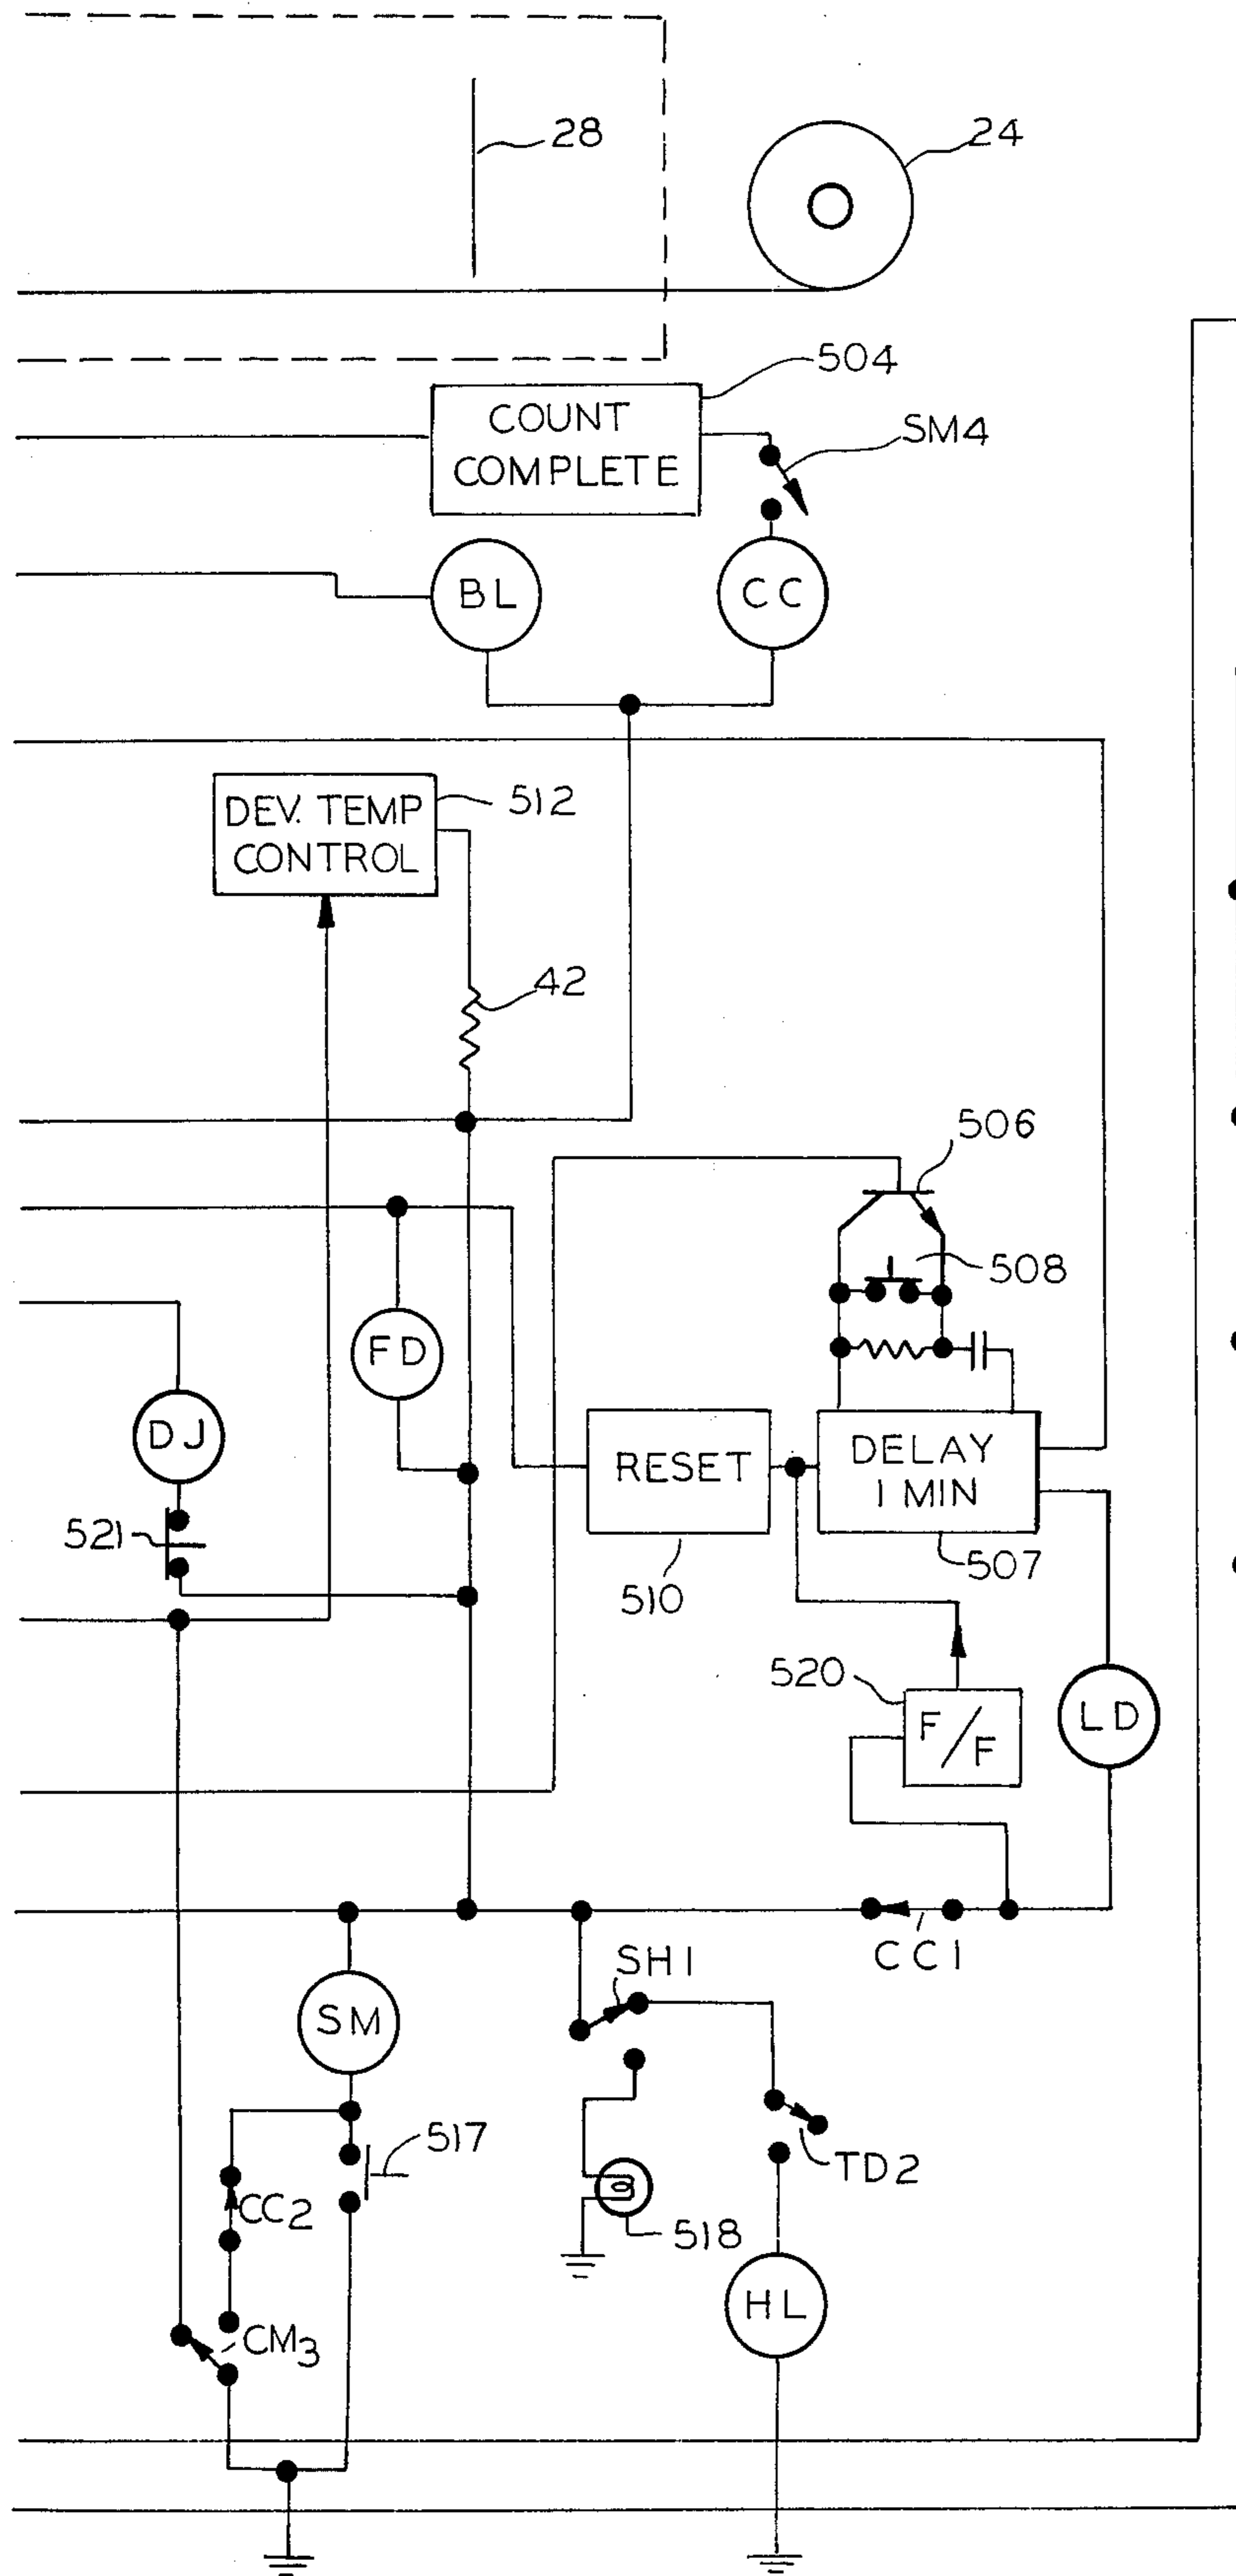 28
24
504
COUNT
COMPLETE
SM4
BL
CC
DEV. TEMP
CONTROL
512
42
506
508
FD
DJ
RESET
DELAY
1 MIN
521
510
507
520
F/F
LD
CC1
SH1
SM
517
CC2
TD2
518
CM3
HL